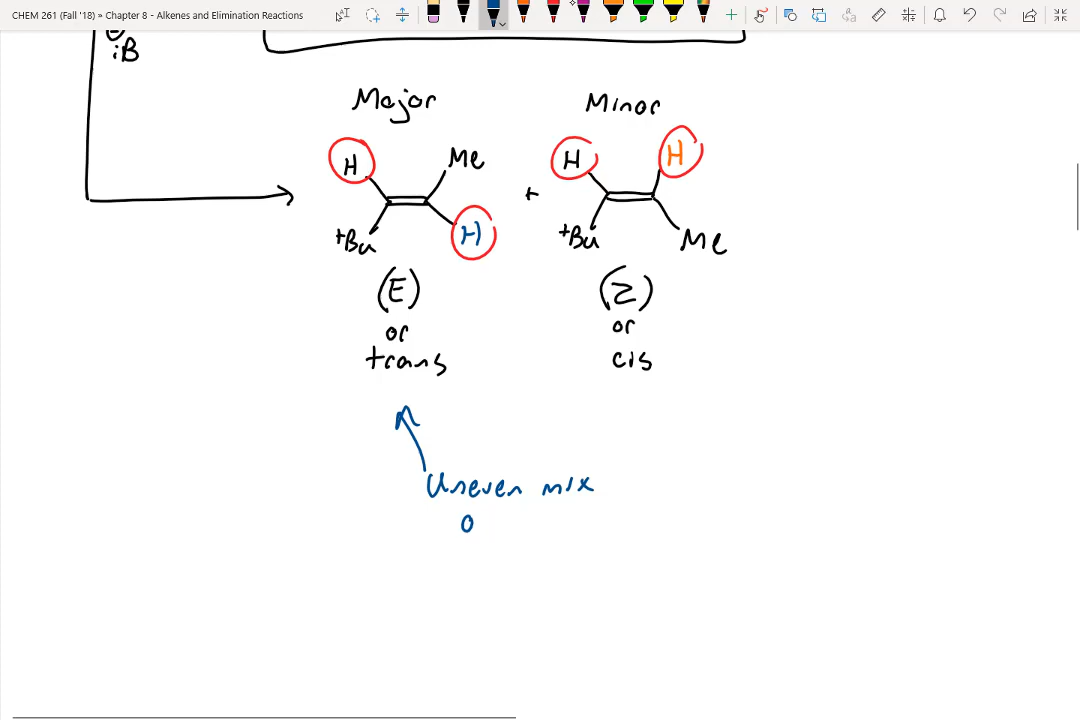 CHEM 261 (Fall '18) » Chapter 8 - Alkenes and Elimination Reactions
iB
Major
Minor
H
Me
H
H
+
tBu
H
tBu
Me
(E)
(Z)
or
or
trans
cis
Uneven mix
o